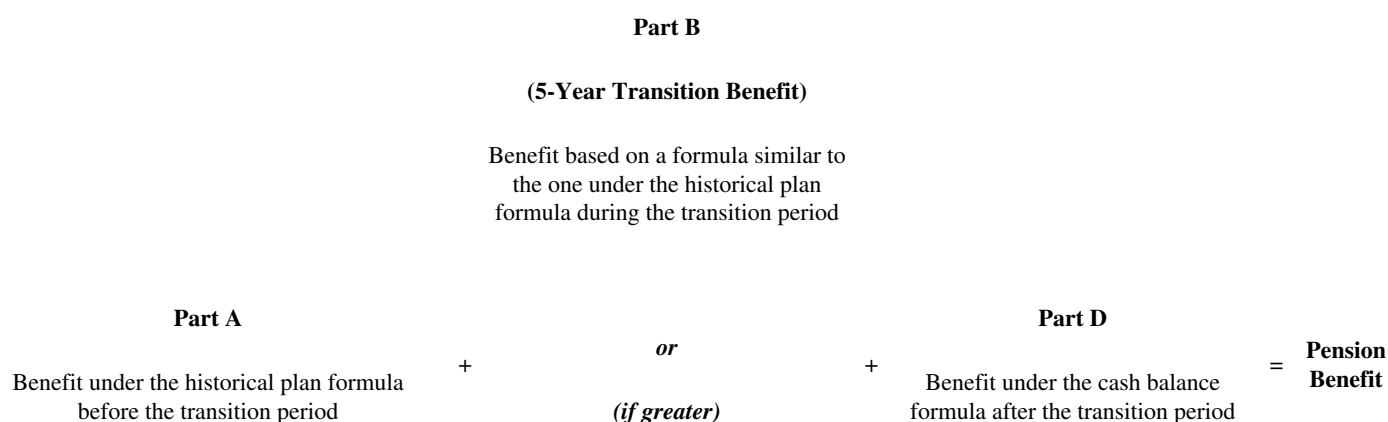 Part B
(5-Year Transition Benefit)
Benefit based on a formula similar to
the one under the historical plan
formula during the transition period
Part A
Benefit under the historical plan formula
before the transition period
+
or
(if greater)
+
Part D
Benefit under the cash balance
formula after the transition period
=
Pension
Benefit